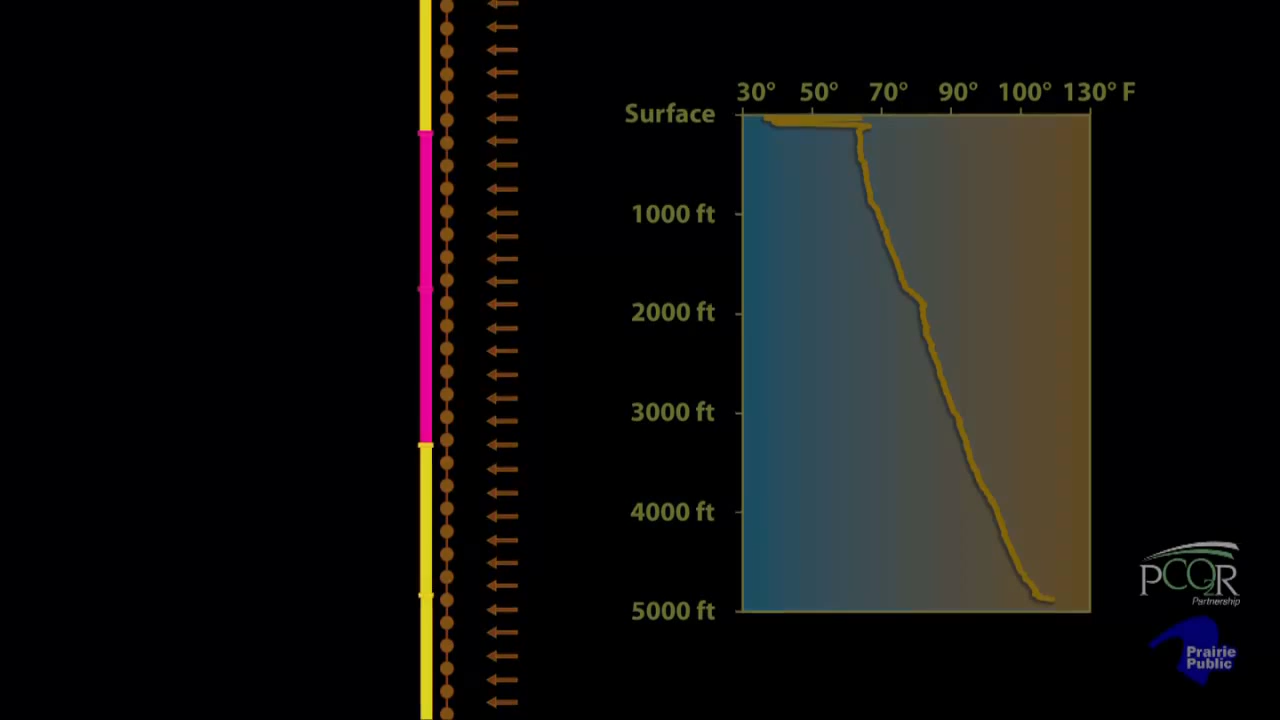 30° 50° 70° 90° 100° 130° F
Surface
1000 ft
2000 ft
3000 ft
4000 ft
5000 ft
PCO2R
Partnership
Prairie
Public